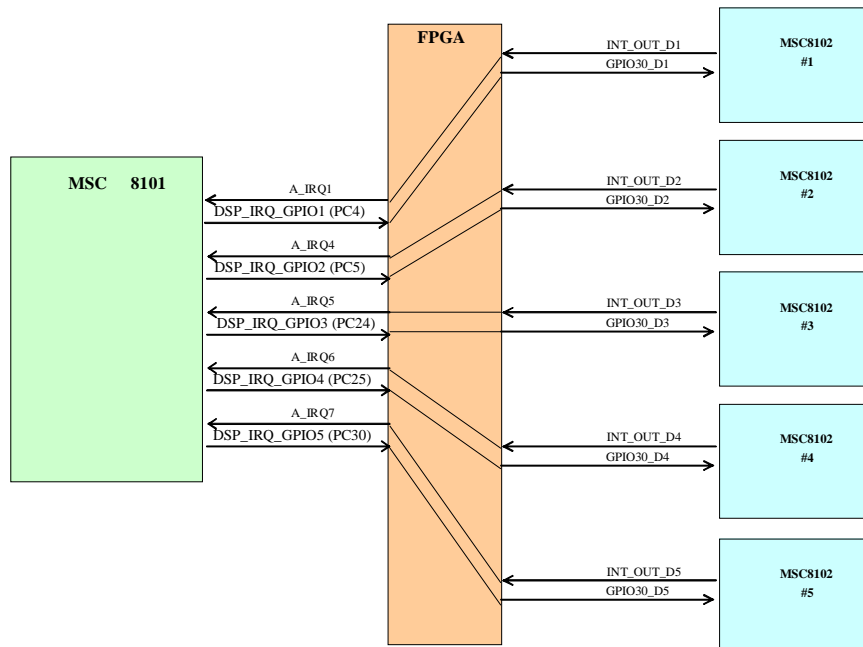 FPGA
MSC 8101
A_IRQ1
DSP_IRQ_GPIO1 (PC4)
A_IRQ4
DSP_IRQ_GPIO2 (PC5)
A_IRQ5
DSP_IRQ_GPIO3 (PC24)
A_IRQ6
DSP_IRQ_GPIO4 (PC25)
A_IRQ7
DSP_IRQ_GPIO5 (PC30)
INT_OUT_D1
GPIO30_D1
MSC8102
#1
INT_OUT_D2
GPIO30_D2
MSC8102
#2
INT_OUT_D3
GPIO30_D3
MSC8102
#3
INT_OUT_D4
GPIO30_D4
MSC8102
#4
INT_OUT_D5
GPIO30_D5
MSC8102
#5